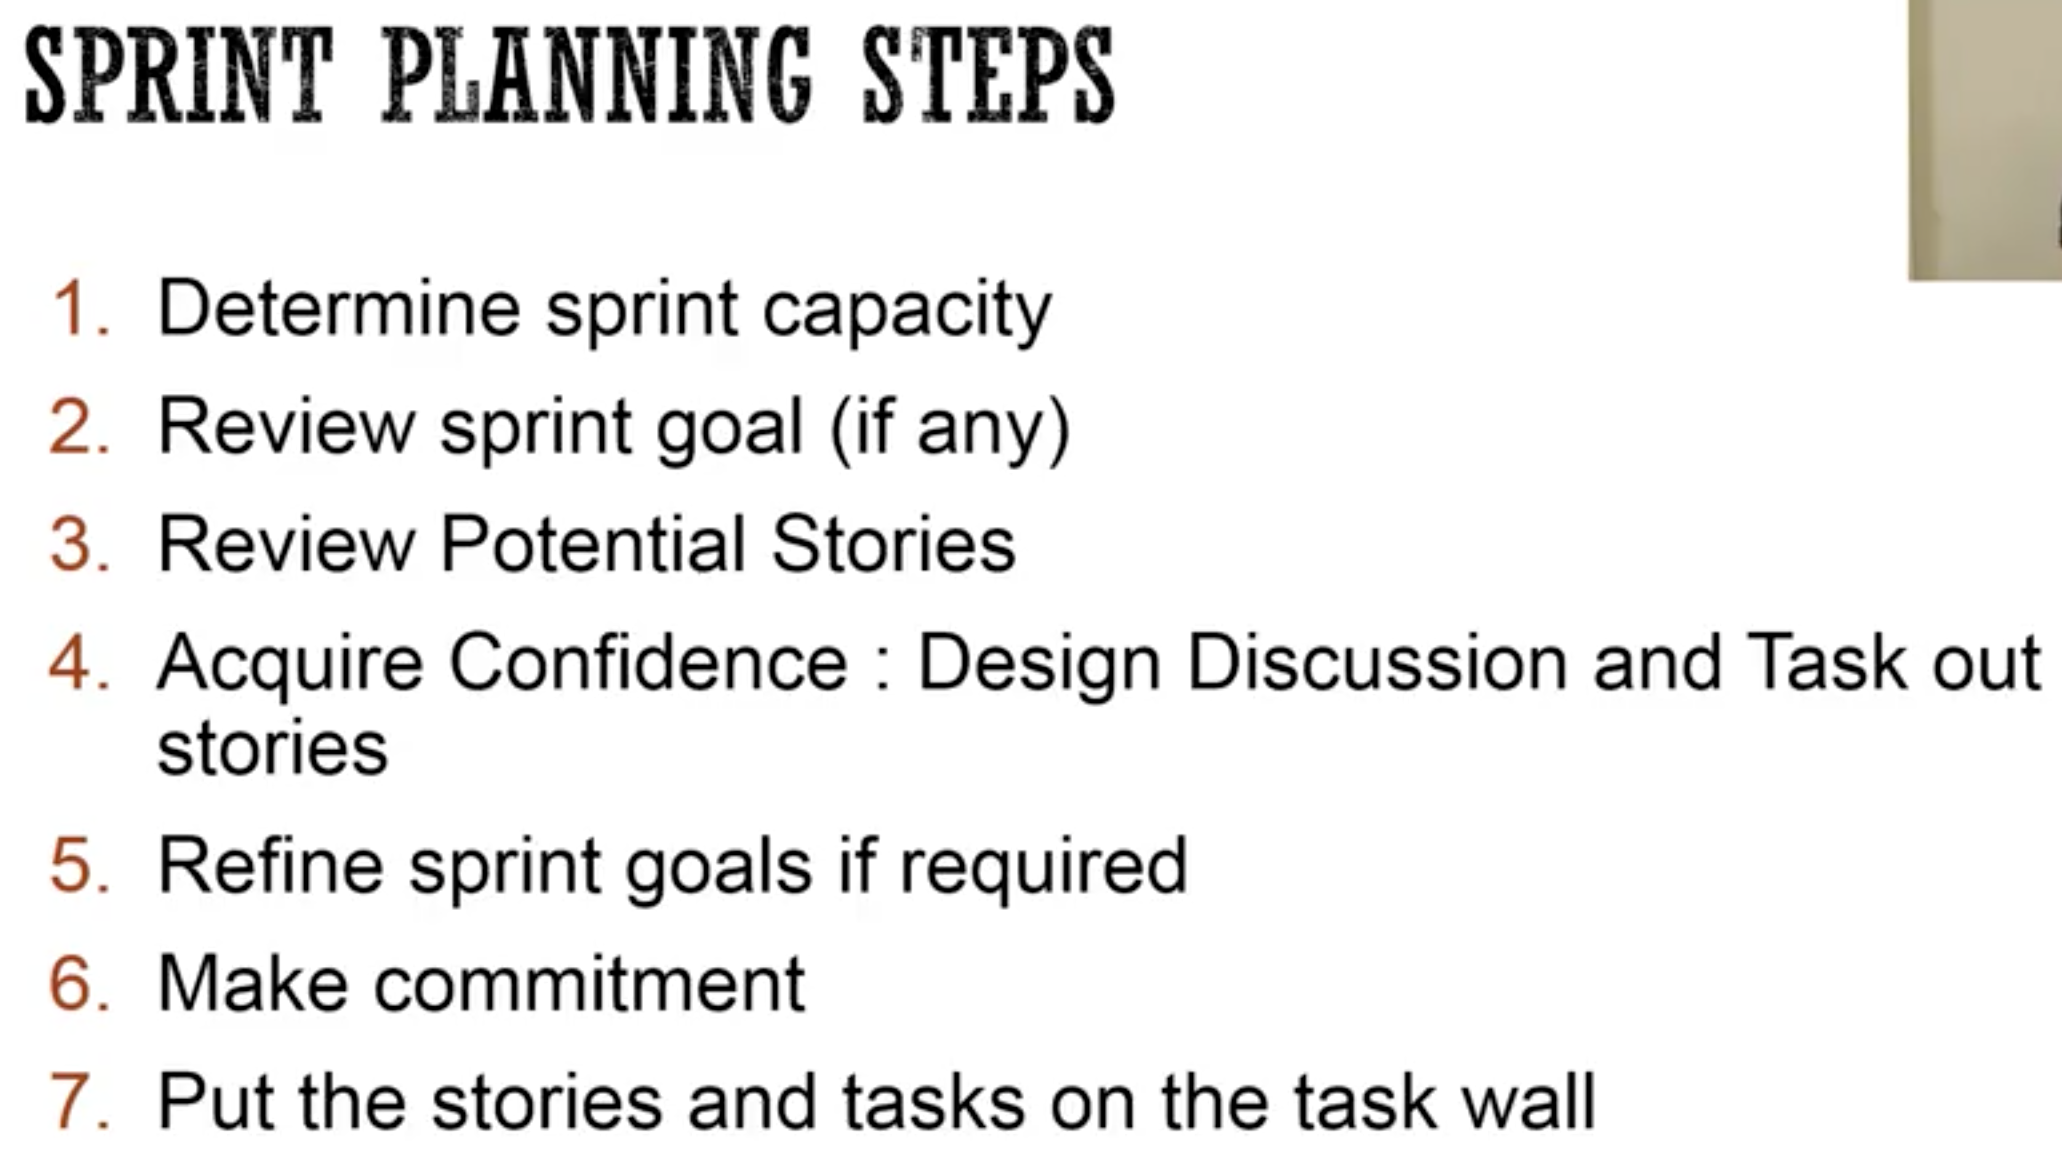 SPRINT PLANNING STEPS
1. Determine sprint capacity
2. Review sprint goal (if any)
3. Review Potential Stories
4. Acquire Confidence : Design Discussion and Task out
stories
5. Refine sprint goals if required
6. Make commitment
7. Put the stories and tasks on the task wall